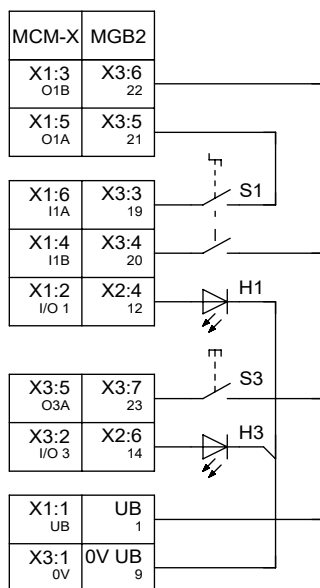 MCM-X MGB2
X1:3 X3:6
O1B 22
X1:5 X3:5
O1A 21
X1:6 X3:3
I1A 19
S1
X1:4 X3:4
I1B 20
X1:2 X2:4
I/O 1 12
H1
X3:5 X3:7
O3A 23
S3
X3:2 X2:6
I/O 3 14
H3
X1:1 UB
UB 1
X3:1 0V UB
0V 9